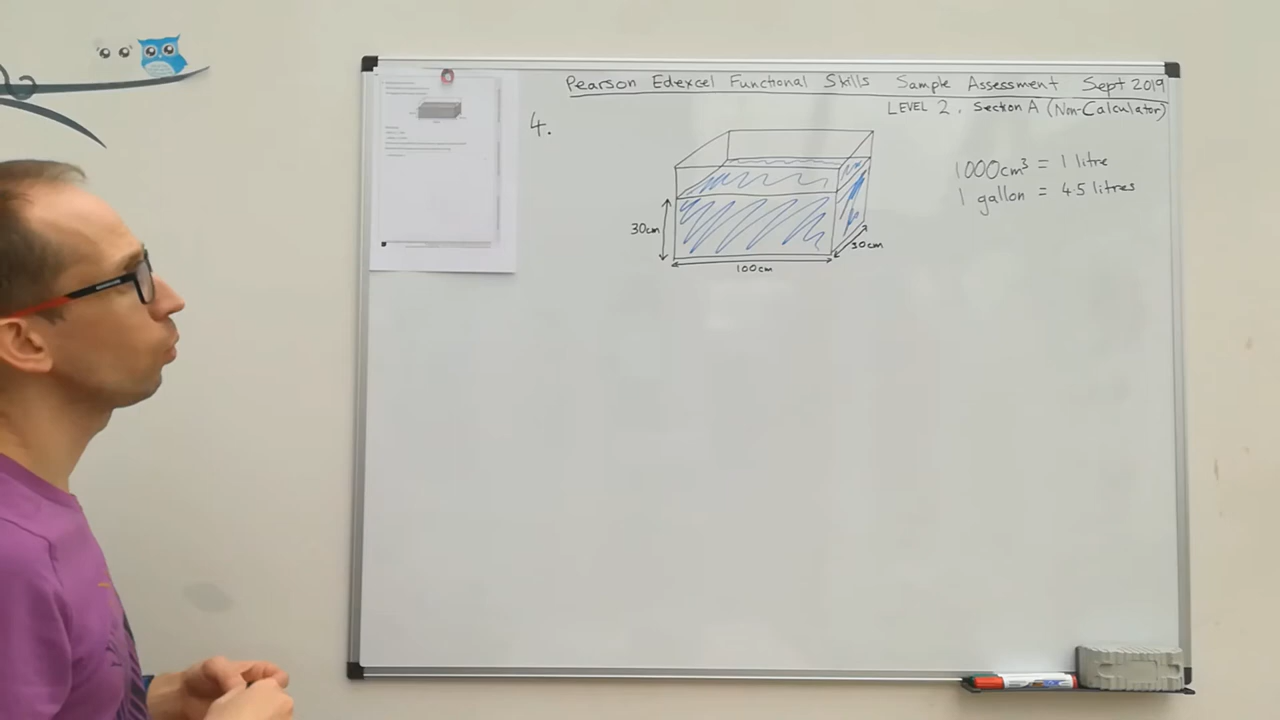 Pearson Edexcel Functional Skills Sample Assessment Sept 2019
LEVEL 2. Section A (Non-Calculator)
4.
1000cm³ = 1 litre
1 gallon = 4.5 litres
30cm
30cm
100cm